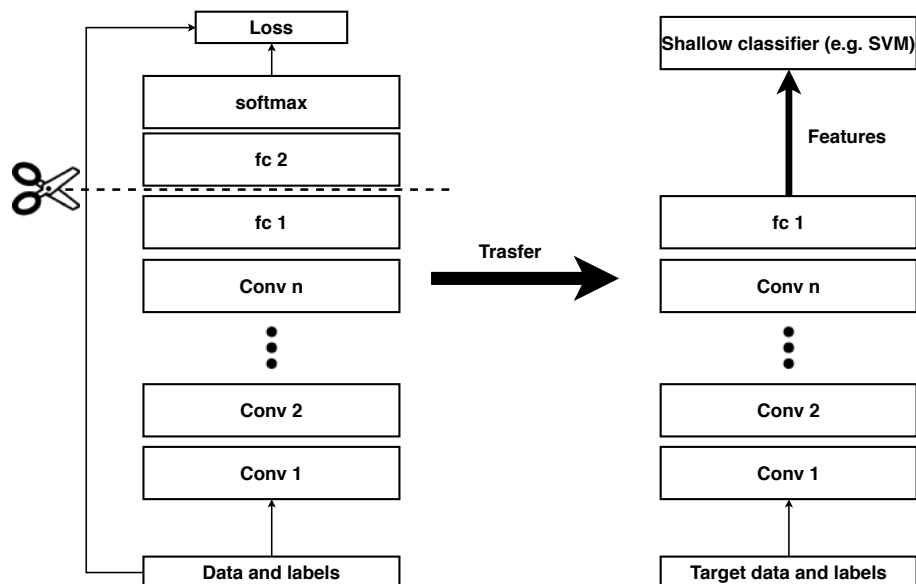 Loss
softmax
fc 2
fc 1
Conv n
Conv 2
Conv 1
Data and labels
Trasfer
Shallow classifier (e.g. SVM)
Features
fc 1
Conv n
Conv 2
Conv 1
Target data and labels